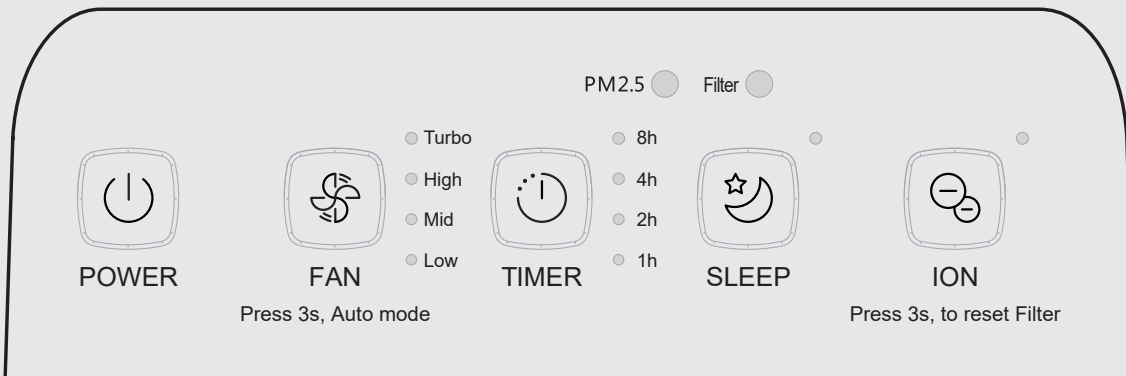 PM2.5 Filter
Turbo
High
Mid
Low
8h
4h
2h
1h
POWER FAN TIMER SLEEP ION
Press 3s, Auto mode
Press 3s, to reset Filter